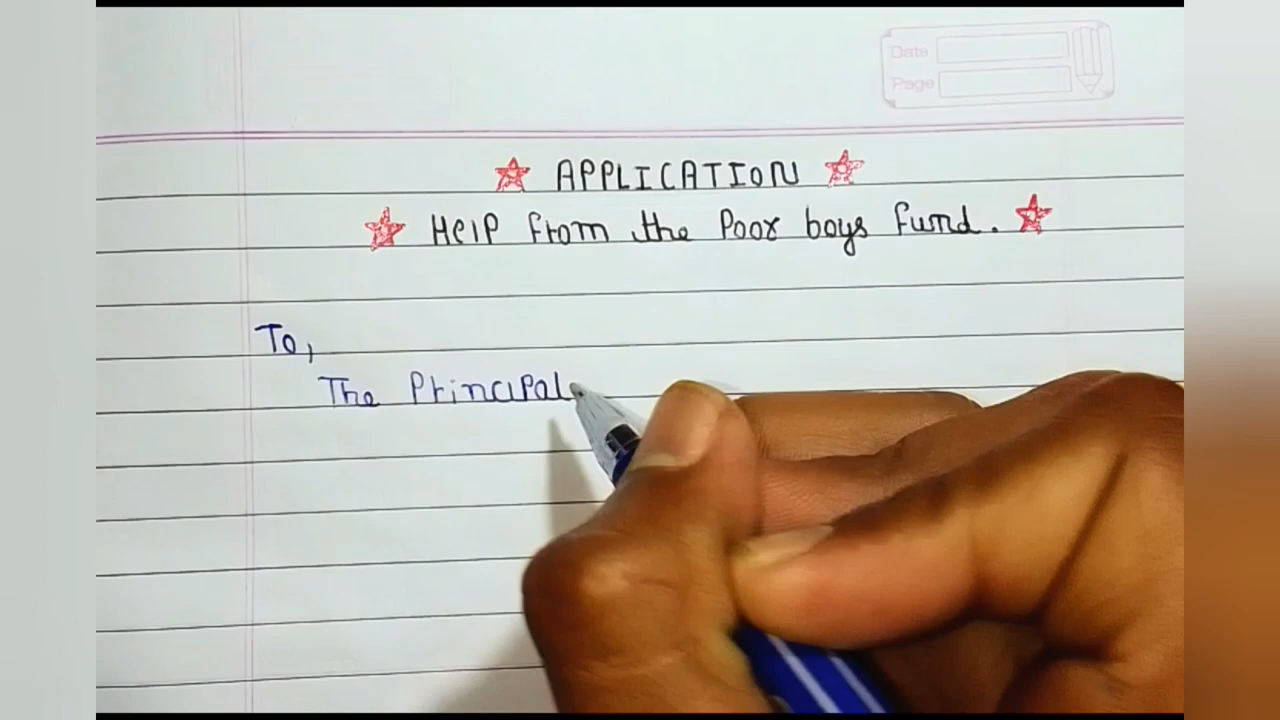 Date
Page
APPLICATION
Help from the Poor boys fund.
To,
The Principal